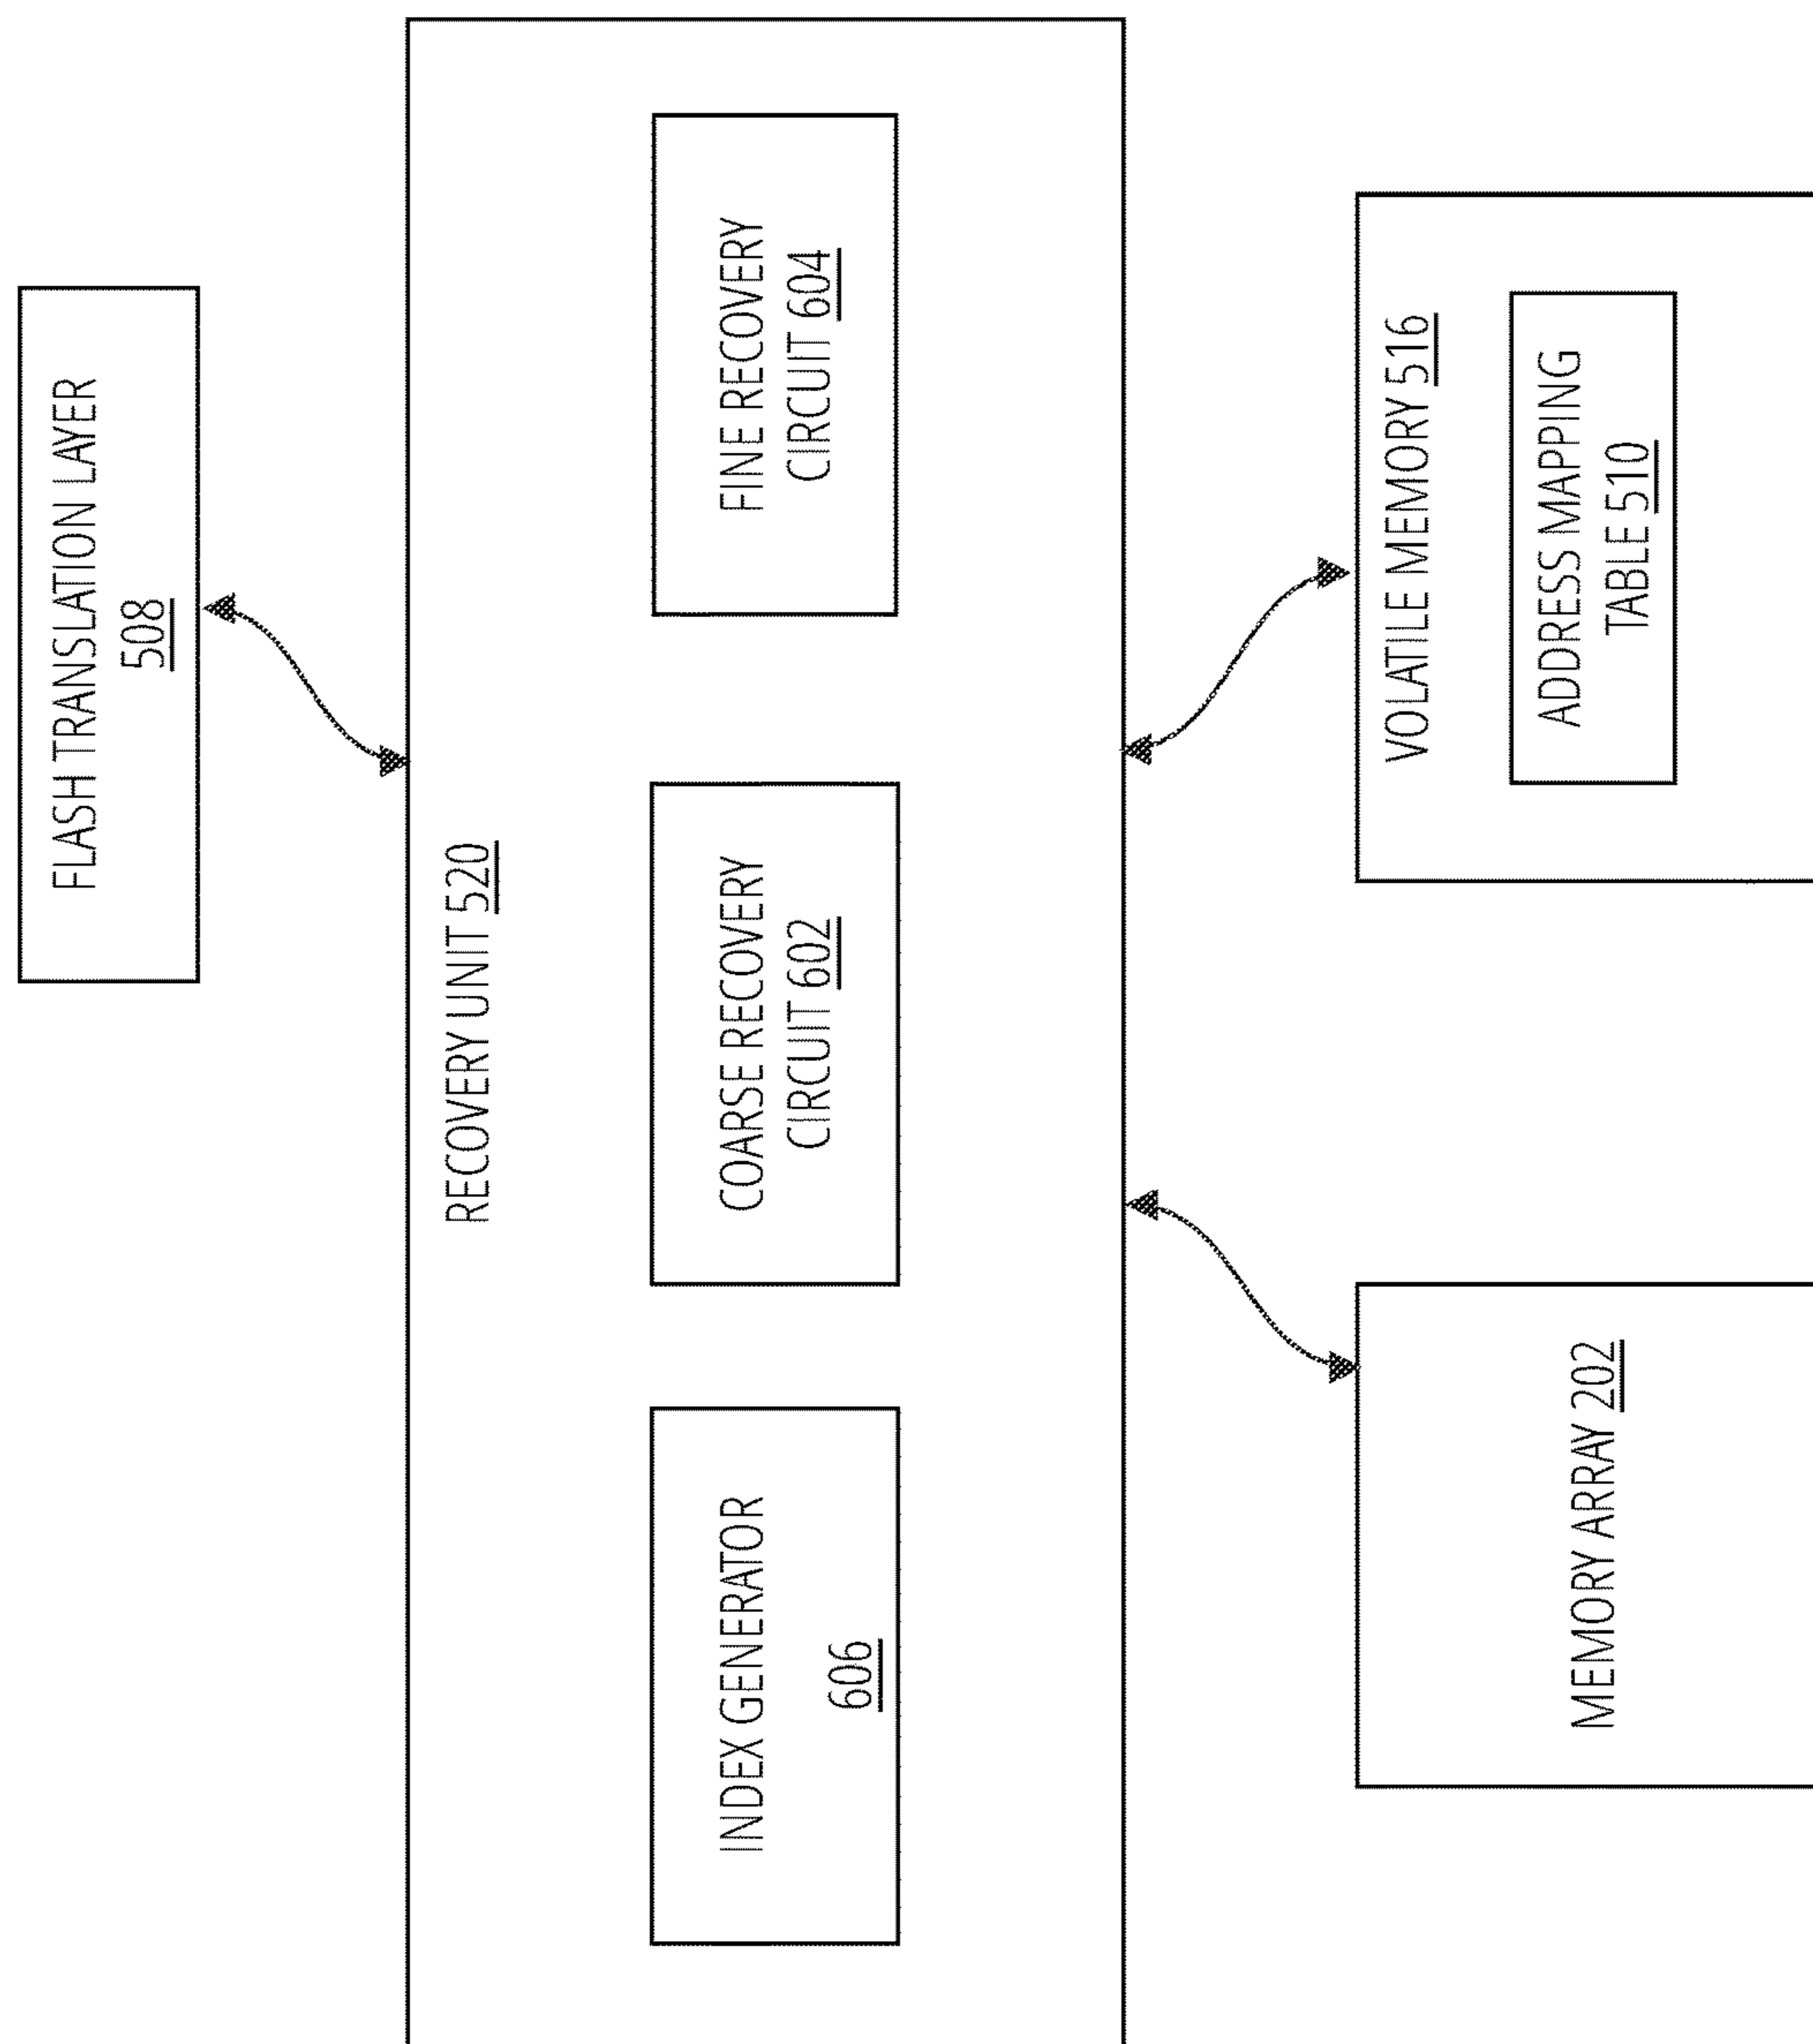 FLASH TRANSLATION LAYER
508
RECOVERY UNIT 520
INDEX GENERATOR
606
COARSE RECOVERY
CIRCUIT 602
FINE RECOVERY
CIRCUIT 604
MEMORY ARRAY 202
VOLATILE MEMORY 516
ADDRESS MAPPING
TABLE 510